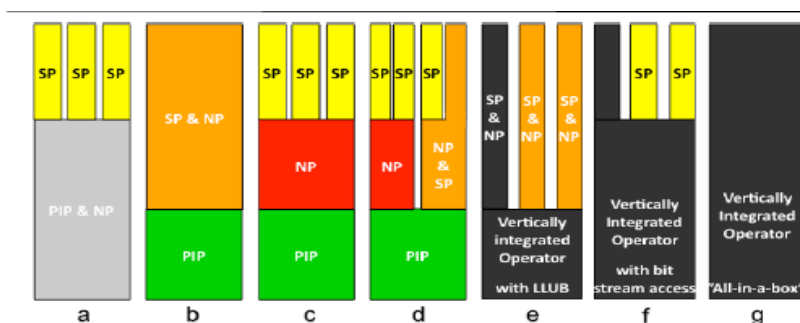 SP SP SP
PIP & NP
a
SP & NP
PIP
b
SP SP SP
NP
PIP
c
SP SP SP
NP
NP
&
SP
PIP
d
SP
&
NP
SP
&
NP
SP
&
NP
Vertically
integrated
Operator
with LLUB
e
SP SP
Vertically
Integrated
Operator
with bit
stream access
f
Vertically
Integrated
Operator
"All-in-a-box"
g